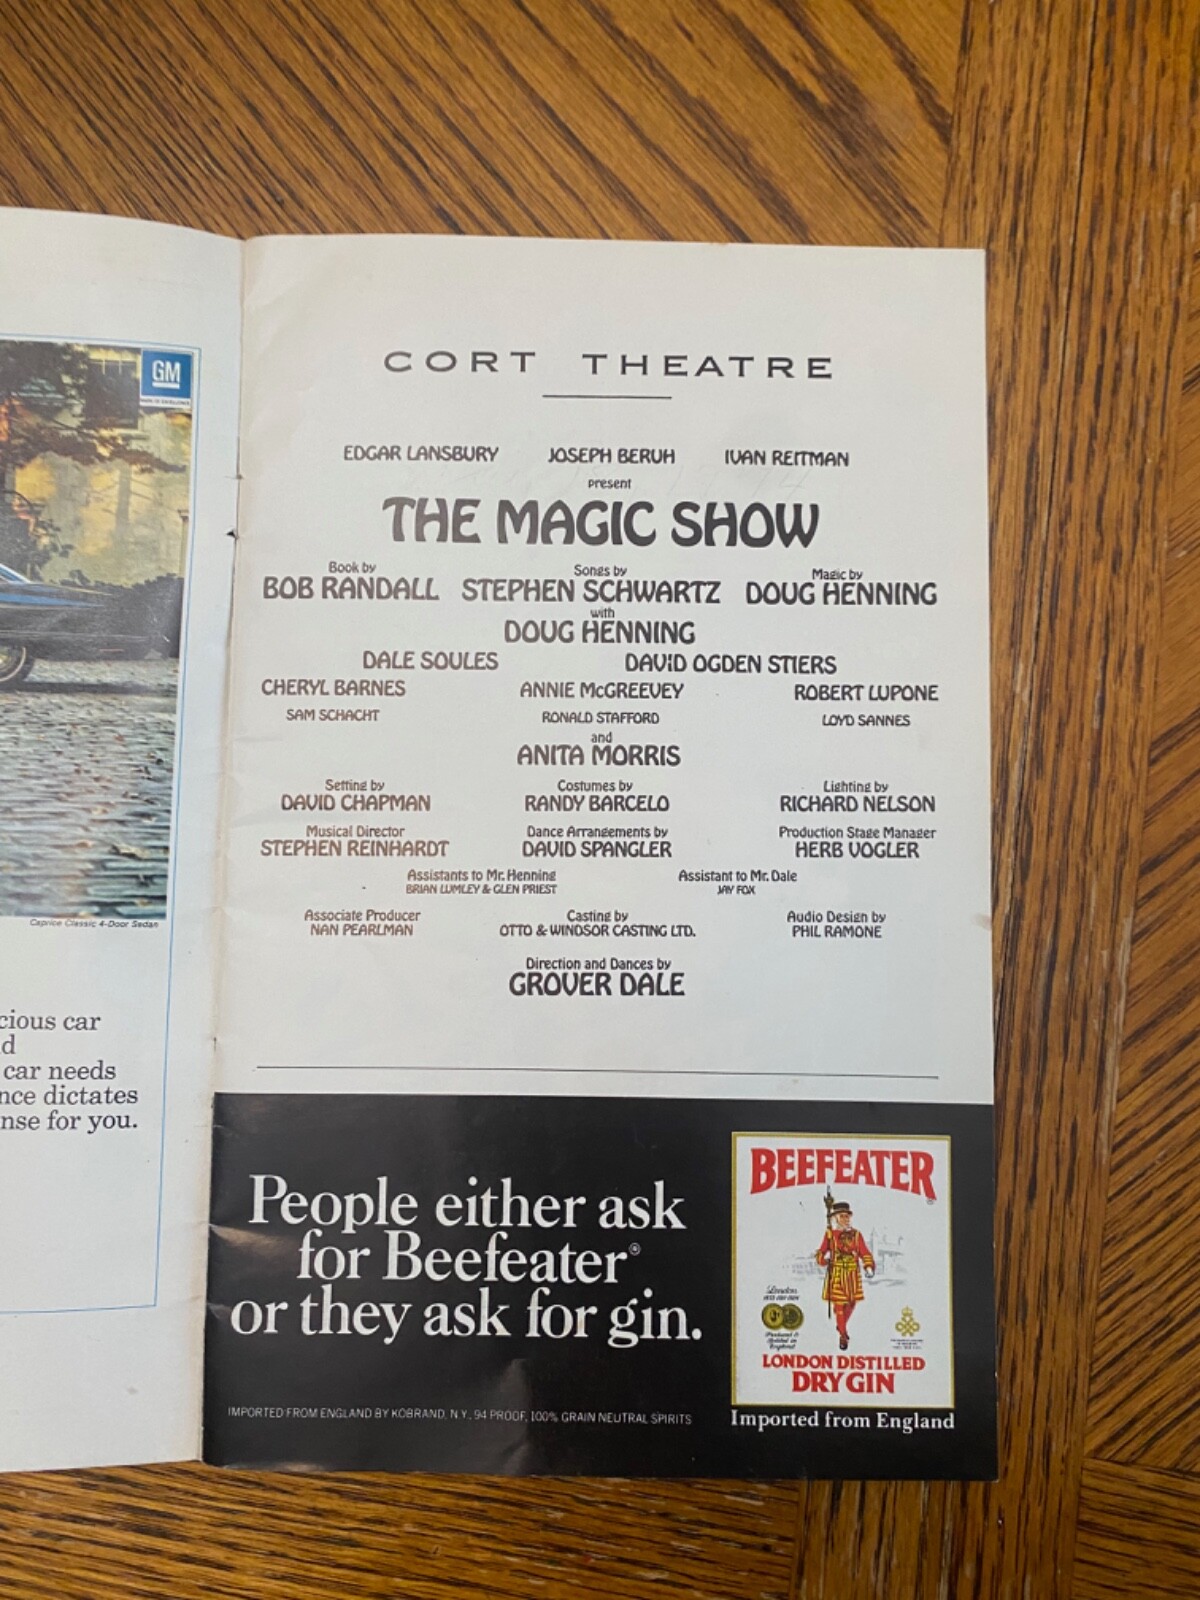 GM
MARK OF EXCELLENCE
Caprice Classic 4-Door Sedan
cious car
d
car needs
nce dictates
nse for you.
CORT THEATRE
EDGAR LANSBURY JOSEPH BERUH IVAN REITMAN
present
THE MAGIC SHOW
Book by Songs by Magic by
BOB RANDALL STEPHEN SCHWARTZ DOUG HENNING
with
DOUG HENNING
DALE SOULES DAVID OGDEN STIERS
CHERYL BARNES ANNIE McGREEVEY ROBERT LUPONE
SAM SCHACHT RONALD STAFFORD LOYD SANNES
and
ANITA MORRIS
Setting by Costumes by Lighting by
DAVID CHAPMAN RANDY BARCELO RICHARD NELSON
Musical Director Dance Arrangements by Production Stage Manager
STEPHEN REINHARDT DAVID SPANGLER HERB VOGLER
Assistants to Mr. Henning Assistant to Mr. Dale
BRIAN LUMLEY & GLEN PRIEST JAY FOX
Associate Producer Casting by Audio Design by
NAN PEARLMAN OTTO & WINDSOR CASTING LTD. PHIL RAMONE
Direction and Dances by
GROVER DALE
People either ask
for Beefeater®
or they ask for gin.
IMPORTED FROM ENGLAND BY KOBRAND, N.Y. 94 PROOF, 100% GRAIN NEUTRAL SPIRITS
BEEFEATER
London
Produced &
Bottled in
England
LONDON DISTILLED
DRY GIN
Imported from England